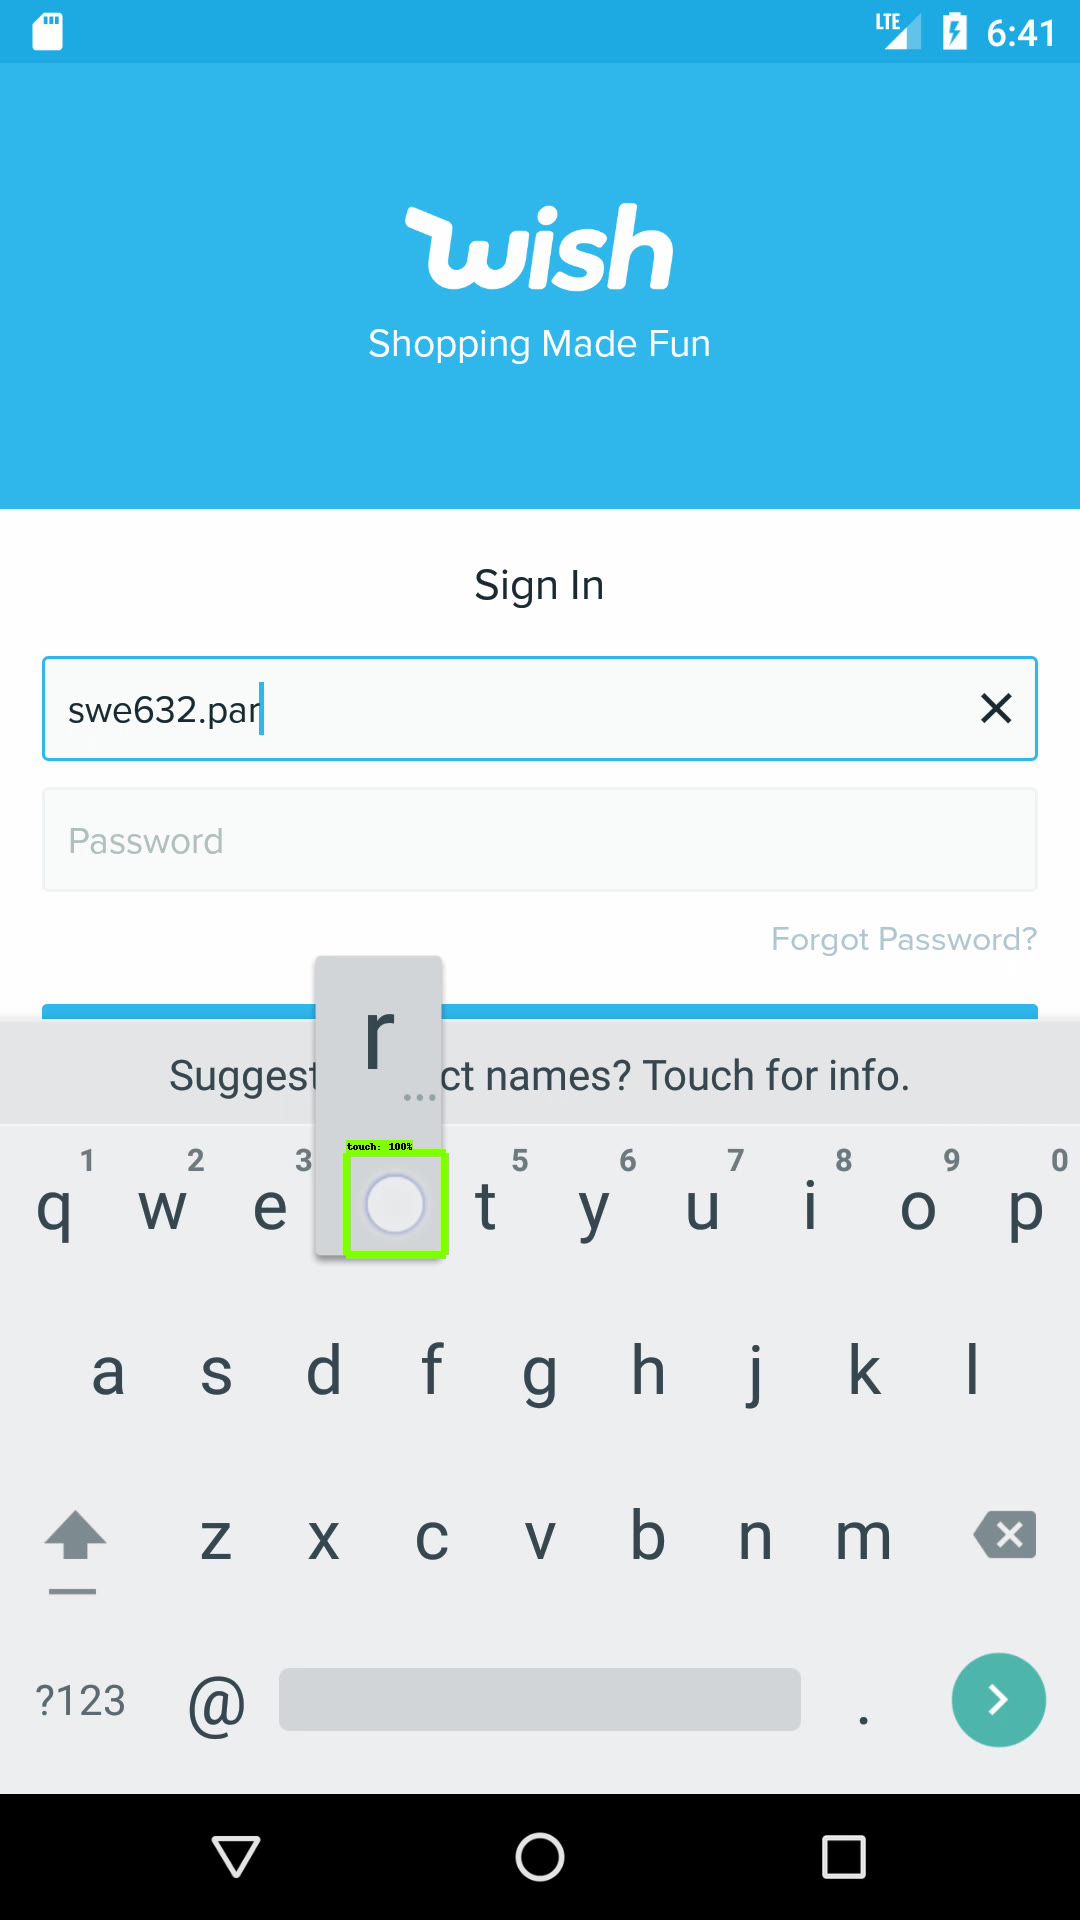 LTE 6:41
wish
Shopping Made Fun
Sign In
swe632.par
Password
Forgot Password?
r
...
Suggest ct names? Touch for info.
touch: 100%
1 2 3 5 6 7 8 9 0
q w e t y u i o p
a s d f g h j k l
z x c v b n m
?123 @ .